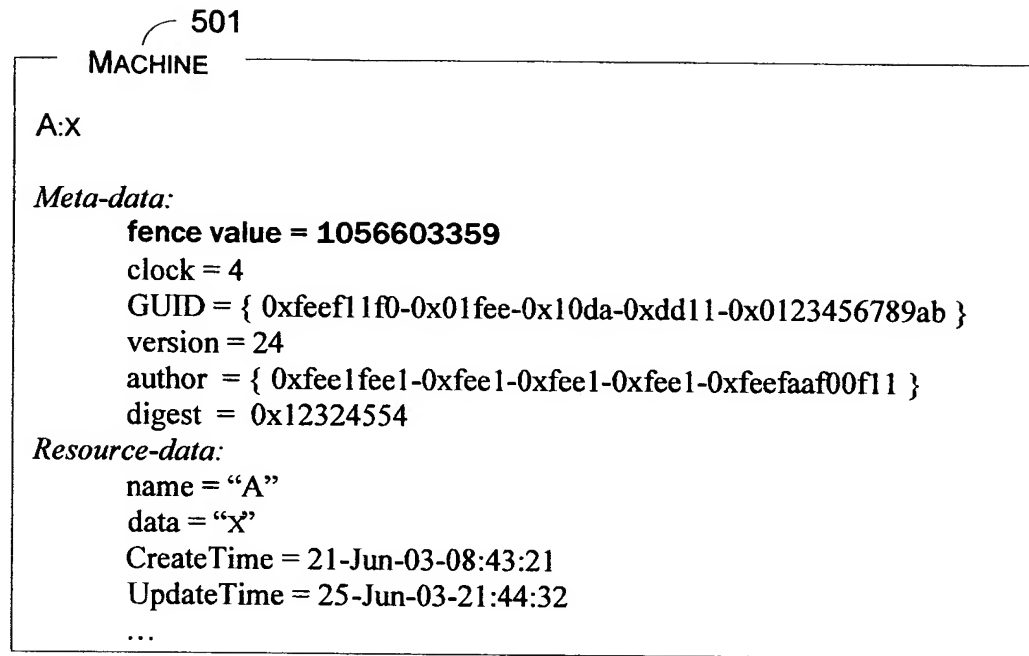 501
MACHINE
A:x
Meta-data:
fence value = 1056603359
clock = 4
GUID = { 0xfeef11f0-0x01fee-0x10da-0xdd11-0x0123456789ab }
version = 24
author = { 0xfee1fee1-0xfee1-0xfee1-0xfee1-0xfeefaaf00f11 }
digest = 0x12324554
Resource-data:
name = “A”
data = “x”
CreateTime = 21-Jun-03-08:43:21
UpdateTime = 25-Jun-03-21:44:32
...